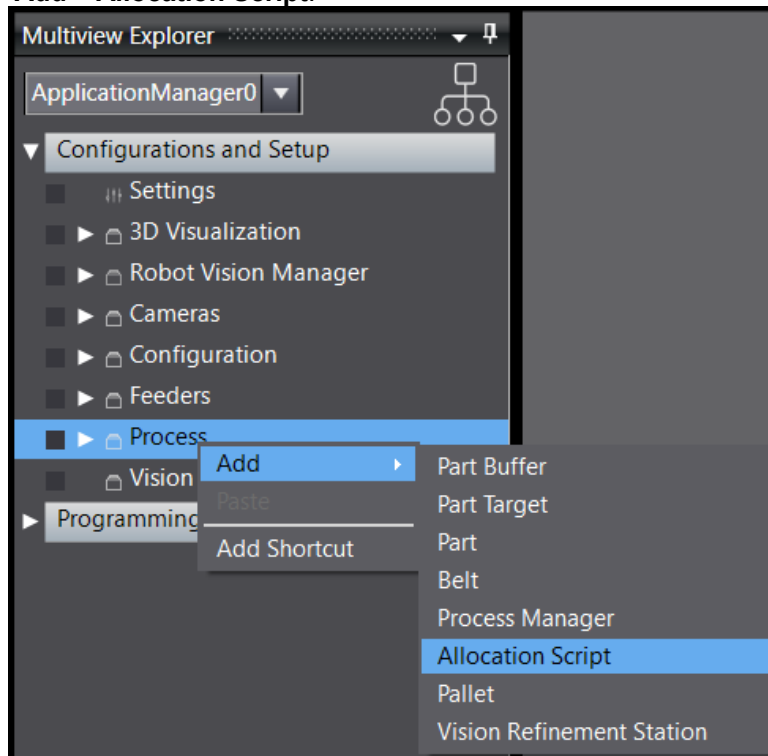 Multiview Explorer
ApplicationManager0
Configurations and Setup
Settings
3D Visualization
Robot Vision Manager
Cameras
Configuration
Feeders
Process
Vision
Programming
Add
Paste
Add Shortcut
Part Buffer
Part Target
Part
Belt
Process Manager
Allocation Script
Pallet
Vision Refinement Station